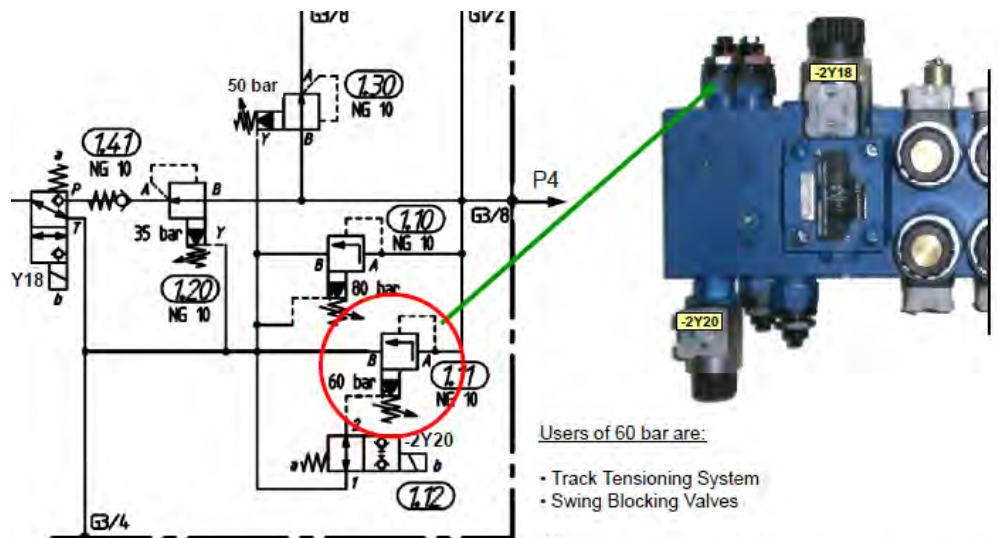 G3/8
G1/2
50 bar
A
1.30
NG 10
Y
B
1.41
NG 10
a
P
A
B
T
35 bar
Y
Y18
b
1.20
NG 10
P4
G3/8
1.10
NG 10
B
A
80 bar
B
A
60 bar
1.11
NG 10
2
-2Y20
a
b
1
1.12
G3/4
-2Y18
-2Y20
Users of 60 bar are:
• Track Tensioning System
• Swing Blocking Valves